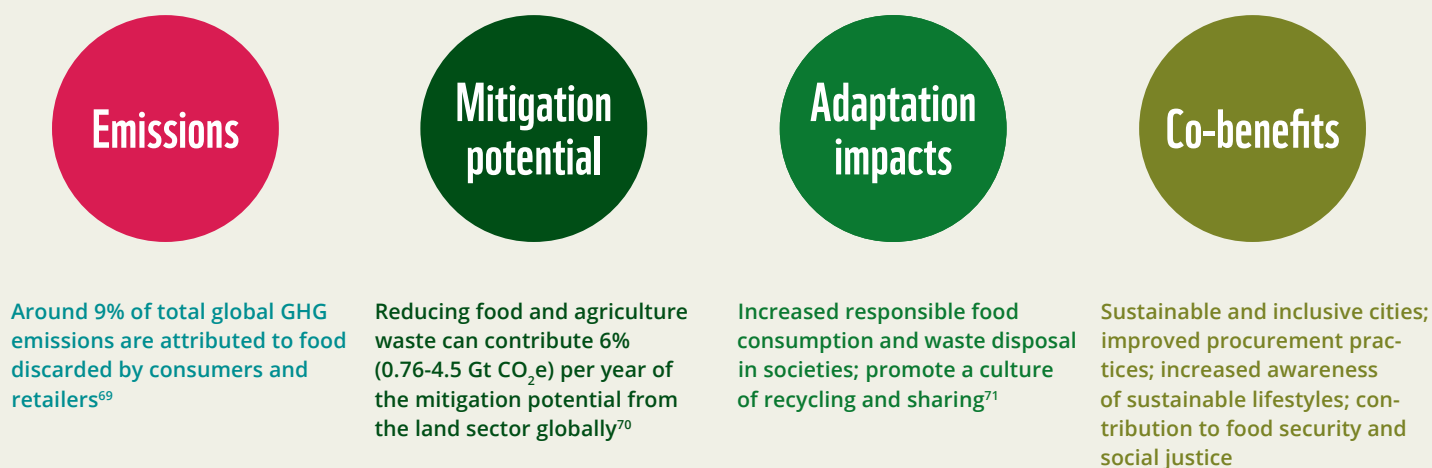 Emissions
Mitigation
potential
Adaptation
impacts
Co-benefits
Around 9% of total global GHG
emissions are attributed to food
discarded by consumers and
retailers69
Reducing food and agriculture
waste can contribute 6%
(0.76-4.5 Gt CO2e) per year of
the mitigation potential from
the land sector globally70
Increased responsible food
consumption and waste disposal
in societies; promote a culture
of recycling and sharing71
Sustainable and inclusive cities;
improved procurement prac-
tices; increased awareness
of sustainable lifestyles; con-
tribution to food security and
social justice